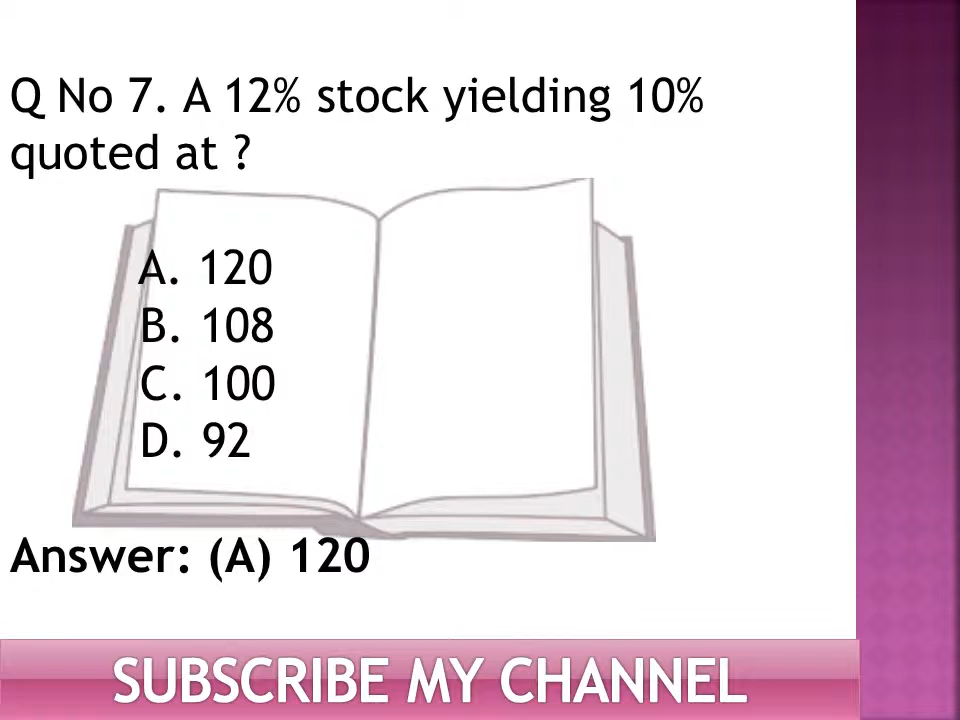 Q No 7. A 12% stock yielding 10%
quoted at ?
A. 120
B. 108
C. 100
D. 92
Answer: (A) 120
SUBSCRIBE MY CHANNEL